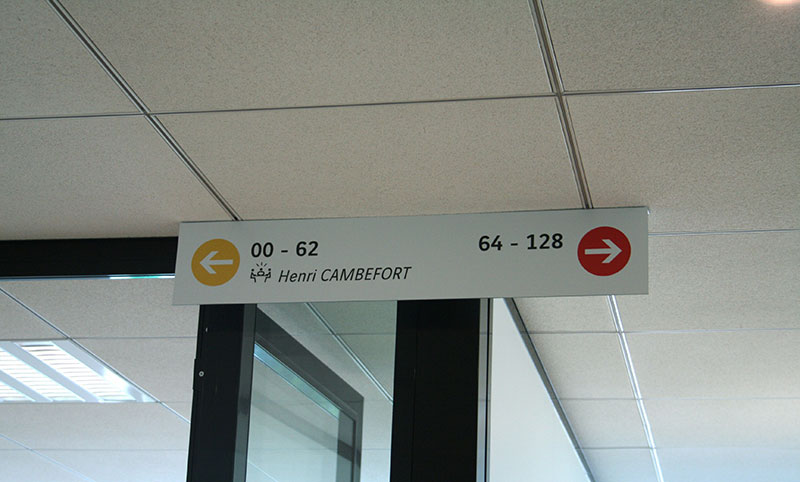 00 - 62
Henri CAMBEFORT
64 - 128